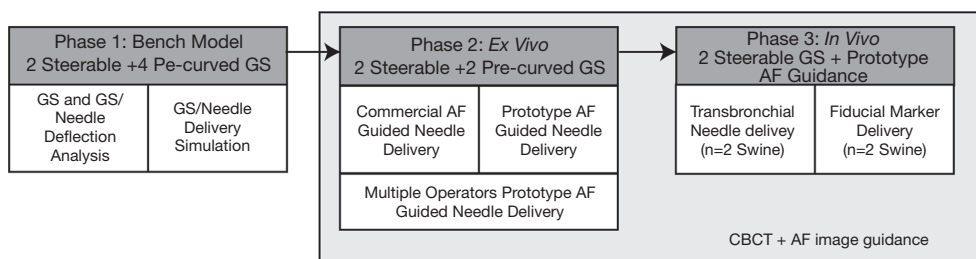 Phase 1: Bench Model
2 Steerable +4 Pe-curved GS
GS and GS/
Needle
Deflection
Analysis
GS/Needle
Delivery
Simulation
Phase 2: Ex Vivo
2 Steerable +2 Pre-curved GS
Commercial AF
Guided Needle
Delivery
Prototype AF
Guided Needle
Delivery
Multiple Operators Prototype AF
Guided Needle Delivery
Phase 3: In Vivo
2 Steerable GS + Prototype
AF Guidance
Transbronchial
Needle delivey
(n=2 Swine)
Fiducial Marker
Delivery
(n=2 Swine)
CBCT + AF image guidance